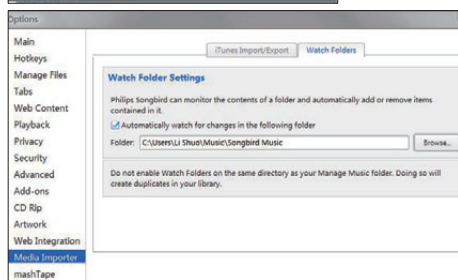 Options
Main
Hotkeys
Manage Files
Tabs
Web Content
Playback
Privacy
Security
Advanced
Add-ons
CD Rip
Artwork
Web Integration
Media Importer
mashTape
iTunes Import/Export
Watch Folders
Watch Folder Settings
Philips Songbird can monitor the contents of a folder and automatically add or remove items
contained in it.
Automatically watch for changes in the following folder
Folder: C:\Users\Li Shuo\Music\Songbird Music
Browse...
Do not enable Watch Folders on the same directory as your Manage Music folder. Doing so will
create duplicates in your library.